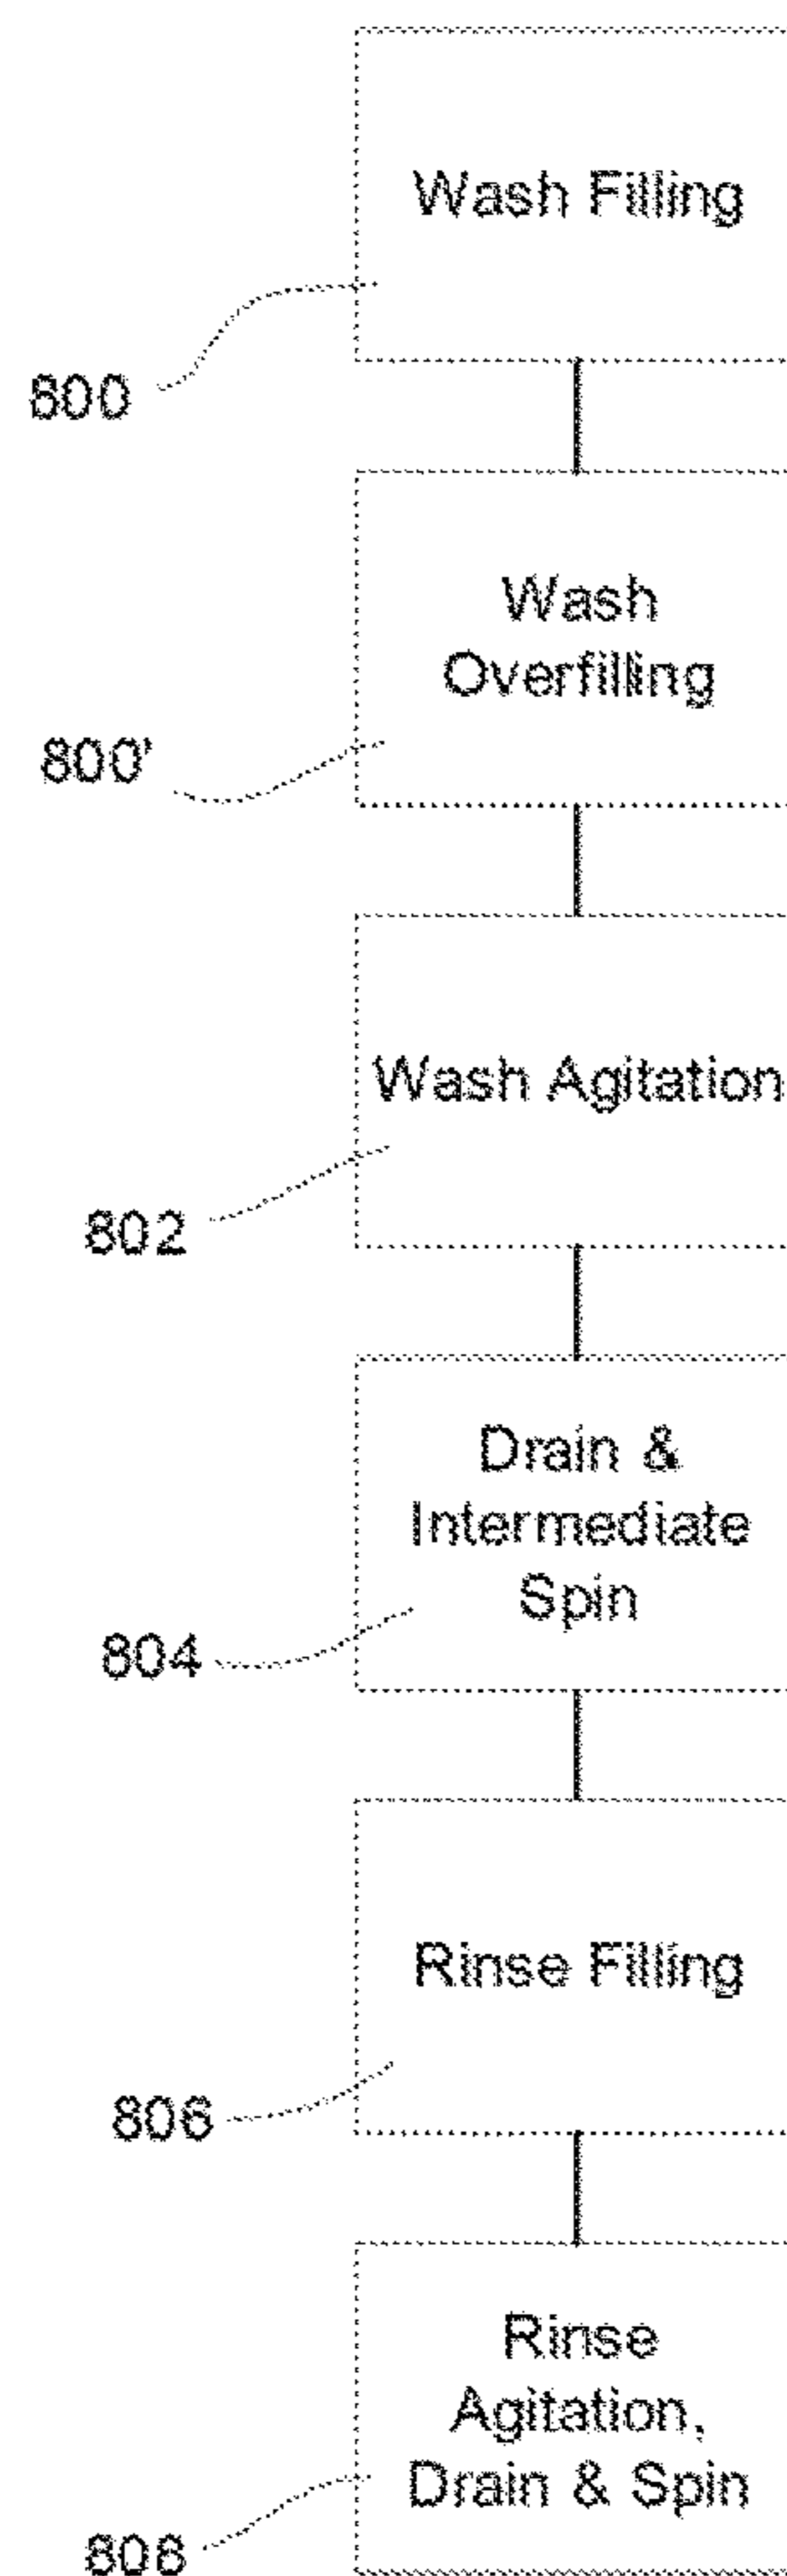 Wash Filling
800
Wash
Overfilling
800'
Wash Agitation
802
Drain &
Intermediate
Spin
804
Rinse Filling
806
Rinse
Agitation,
Drain & Spin
808